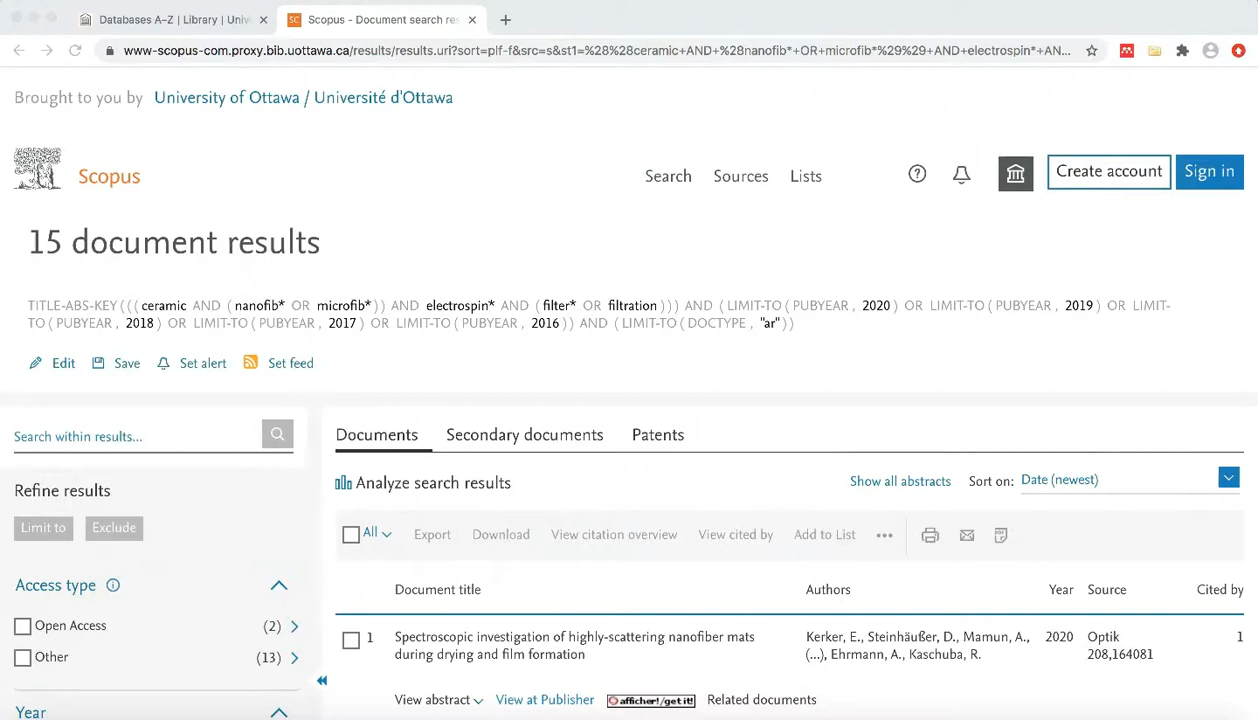 Databases A–Z | Library | Univ
Scopus - Document search res
www-scopus-com.proxy.bib.uottawa.ca/results/results.uri?sort=plf-f&src=s&st1=%28%28ceramic+AND+%28nanofib*+OR+microfib*%29%29+AND+electrospin*+AN...
Brought to you by University of Ottawa / Université d'Ottawa
Scopus
Search Sources Lists
Create account Sign in
15 document results
TITLE-ABS-KEY ( ( ( ceramic AND ( nanofib* OR microfib* ) ) AND electrospin* AND ( filter* OR filtration ) ) ) AND ( LIMIT-TO ( PUBYEAR , 2020 ) OR LIMIT-TO ( PUBYEAR , 2019 ) OR LIMIT-
TO ( PUBYEAR , 2018 ) OR LIMIT-TO ( PUBYEAR , 2017 ) OR LIMIT-TO ( PUBYEAR , 2016 ) ) AND ( LIMIT-TO ( DOCTYPE , "ar" ) )
Edit Save Set alert Set feed
Search within results...
Refine results
Limit to Exclude
Access type
Open Access (2)
Other (13)
Year
Documents Secondary documents Patents
Analyze search results
Show all abstracts Sort on: Date (newest)
All Export Download View citation overview View cited by Add to List •••
Document title Authors Year Source Cited by
1 Spectroscopic investigation of highly-scattering nanofiber mats Kerker, E., Steinhäußer, D., Mamun, A., 2020 Optik 1
during drying and film formation (...), Ehrmann, A., Kaschuba, R. 208,164081
View abstract View at Publisher afficher!/get it! Related documents